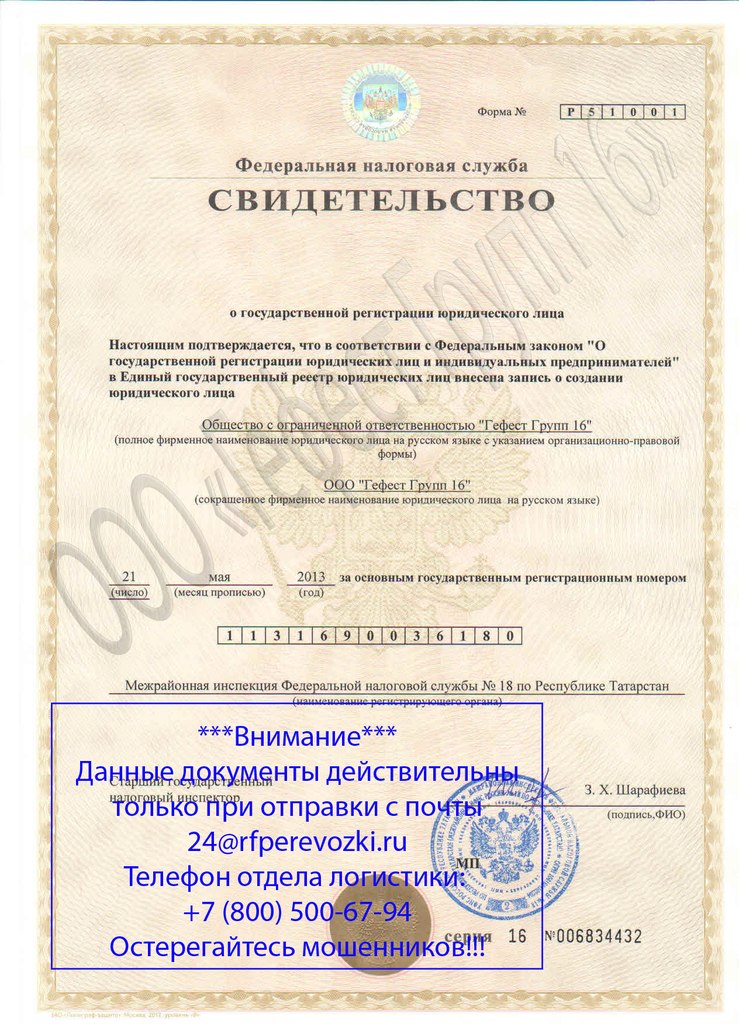 Форма №
Р 5 1 0 0 1
Федеральная налоговая служба
СВИДЕТЕЛЬСТВО
о государственной регистрации юридического лица
Настоящим подтверждается, что в соответствии с Федеральным законом "О
государственной регистрации юридических лиц и индивидуальных предпринимателей"
в Единый государственный реестр юридических лиц внесена запись о создании
юридического лица
Общество с ограниченной ответственностью "Гефест Групп 16"
(полное фирменное наименование юридического лица на русском языке с указанием организационно-правовой
формы)
ООО "Гефест Групп 16"
(сокращенное фирменное наименование юридического лица на русском языке)
ООО «Гефест Групп 16»
21 мая 2013 за основным государственным регистрационным номером
(число) (месяц прописью) (год)
1 1 3 1 6 9 0 0 3 6 1 8 0
Межрайонная инспекция Федеральной налоговой службы № 18 по Республике Татарстан
(наименование регистрирующего органа)
Старший государственный
налоговый инспектор
З. Х. Шарафиева
(подпись,ФИО)
МП
серия 16 №006834432
***Внимание***
Данные документы действительны
только при отправки с почты
24@rfperevozki.ru
Телефон отдела логистики:
+7 (800) 500-67-94
Остерегайтесь мошенников!!!